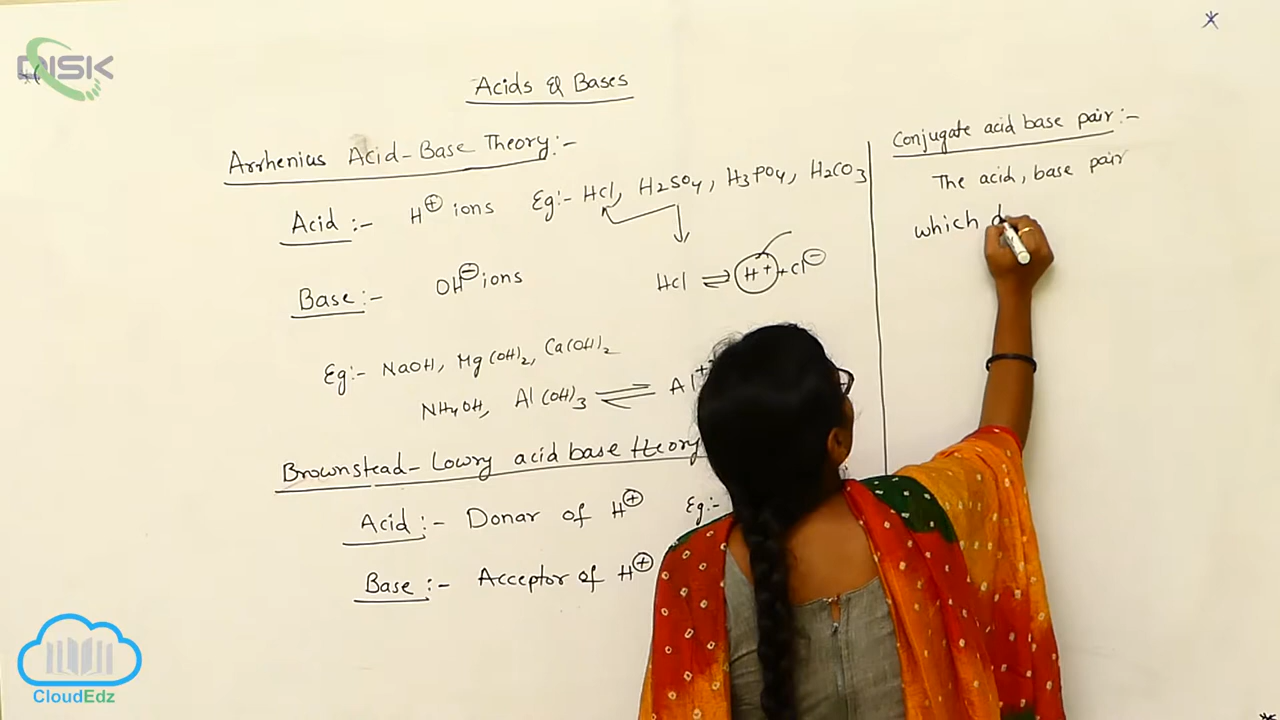 DISK
Acids & Bases
Arrhenius Acid-Base Theory:-
Acid :- H⊕ ions Eg:- HCl, H2SO4, H3PO4, H2CO3
HCl ⇌ H+ + Cl⊖
Base :- OH⊖ ions
Eg:- NaOH, Mg(OH)2, Ca(OH)2
NH4OH, Al(OH)3 ⇌ Al+
Brownstead-Lowry acid base theory
Acid :- Donar of H⊕ Eg:-
Base :- Acceptor of H⊕
Conjugate acid base pair:-
The acid, base pair
which d
CloudEdz